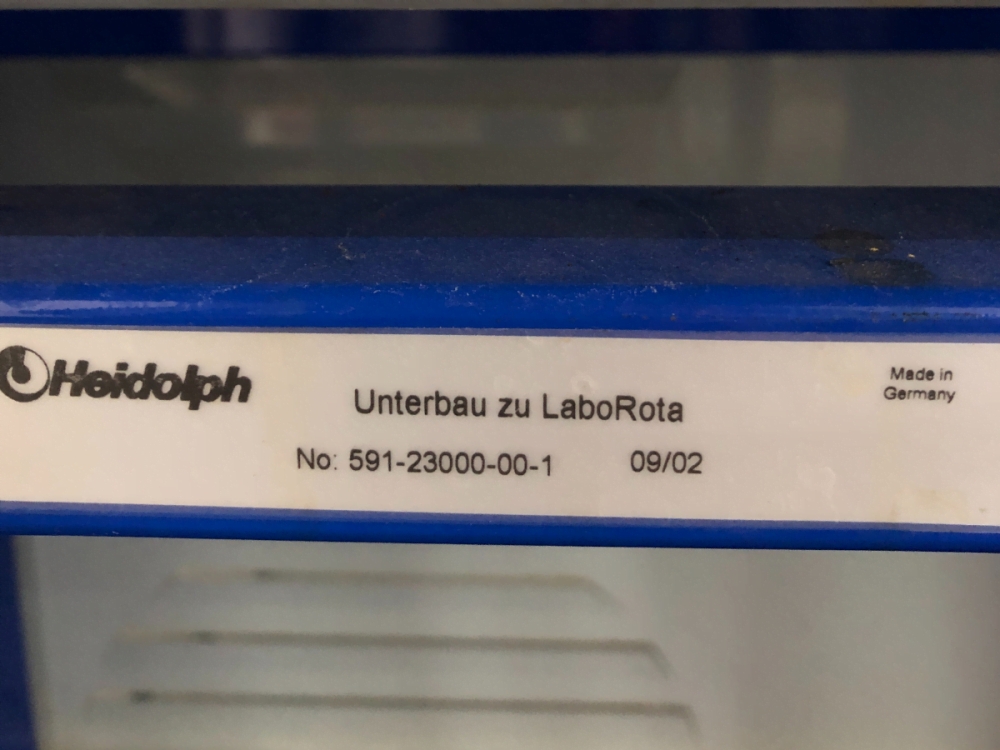 Heidolph
Made in
Germany
Unterbau zu LaboRota
No: 591-23000-00-1 09/02